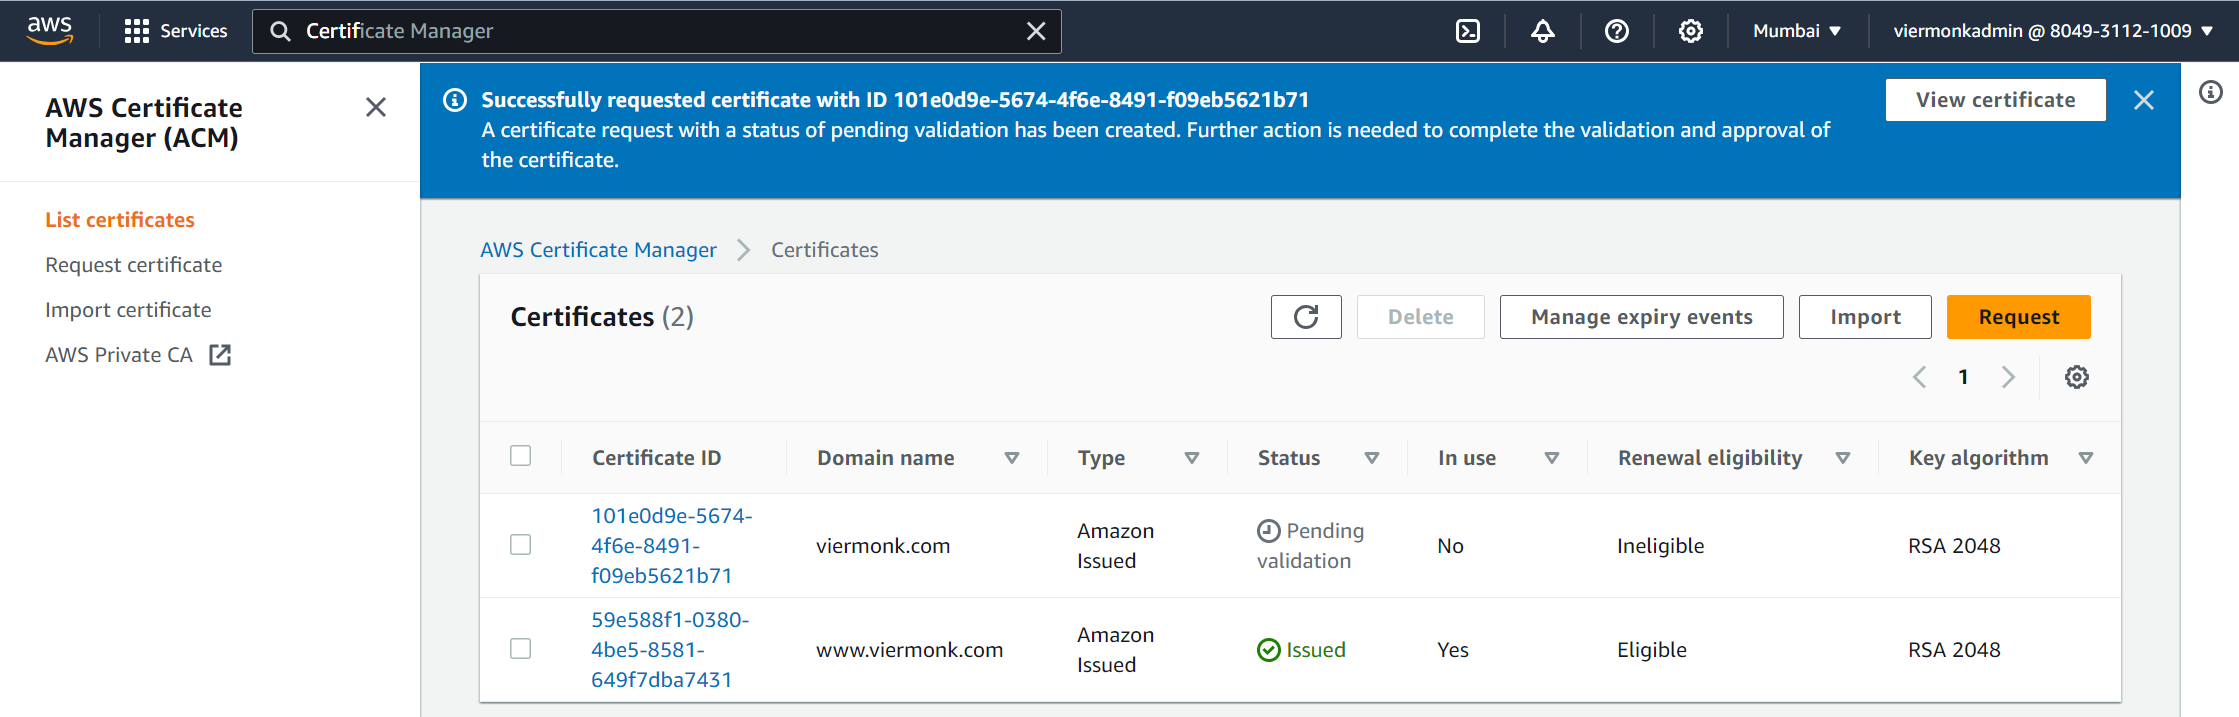 aws
Services
Certificate Manager
Mumbai
viermonkadmin @ 8049-3112-1009
AWS Certificate
Manager (ACM)
List certificates
Request certificate
Import certificate
AWS Private CA
Successfully requested certificate with ID 101e0d9e-5674-4f6e-8491-f09eb5621b71
A certificate request with a status of pending validation has been created. Further action is needed to complete the validation and approval of
the certificate.
View certificate
AWS Certificate Manager
Certificates
Certificates (2)
Delete
Manage expiry events
Import
Request
1
Certificate ID
Domain name
Type
Status
In use
Renewal eligibility
Key algorithm
101e0d9e-5674-
4f6e-8491-
f09eb5621b71
viermonk.com
Amazon
Issued
Pending
validation
No
Ineligible
RSA 2048
59e588f1-0380-
4be5-8581-
649f7dba7431
www.viermonk.com
Amazon
Issued
Issued
Yes
Eligible
RSA 2048